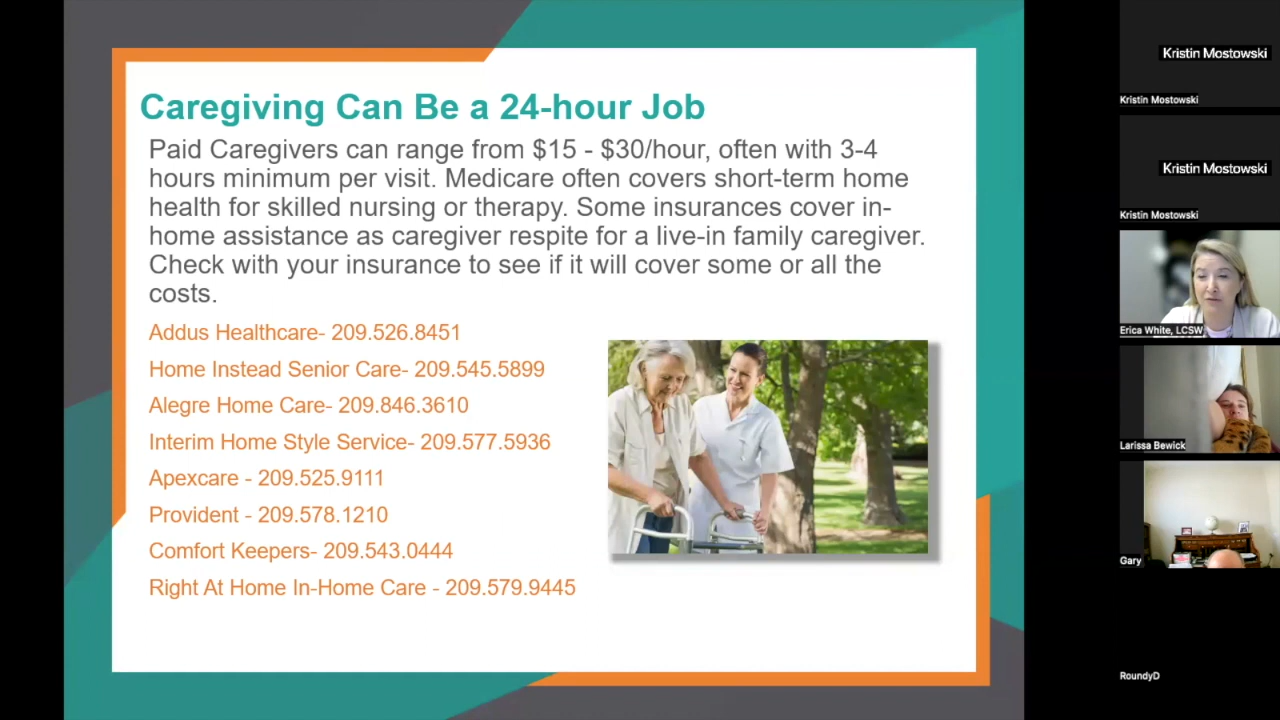 Caregiving Can Be a 24-hour Job
Paid Caregivers can range from $15 - $30/hour, often with 3-4
hours minimum per visit. Medicare often covers short-term home
health for skilled nursing or therapy. Some insurances cover in-
home assistance as caregiver respite for a live-in family caregiver.
Check with your insurance to see if it will cover some or all the
costs.
Addus Healthcare- 209.526.8451
Home Instead Senior Care- 209.545.5899
Alegre Home Care- 209.846.3610
Interim Home Style Service- 209.577.5936
Apexcare - 209.525.9111
Provident - 209.578.1210
Comfort Keepers- 209.543.0444
Right At Home In-Home Care - 209.579.9445
Kristin Mostowski
Kristin Mostowski
Kristin Mostowski
Kristin Mostowski
Erica White, LCSW
Larissa Bewick
Gary
RoundyD